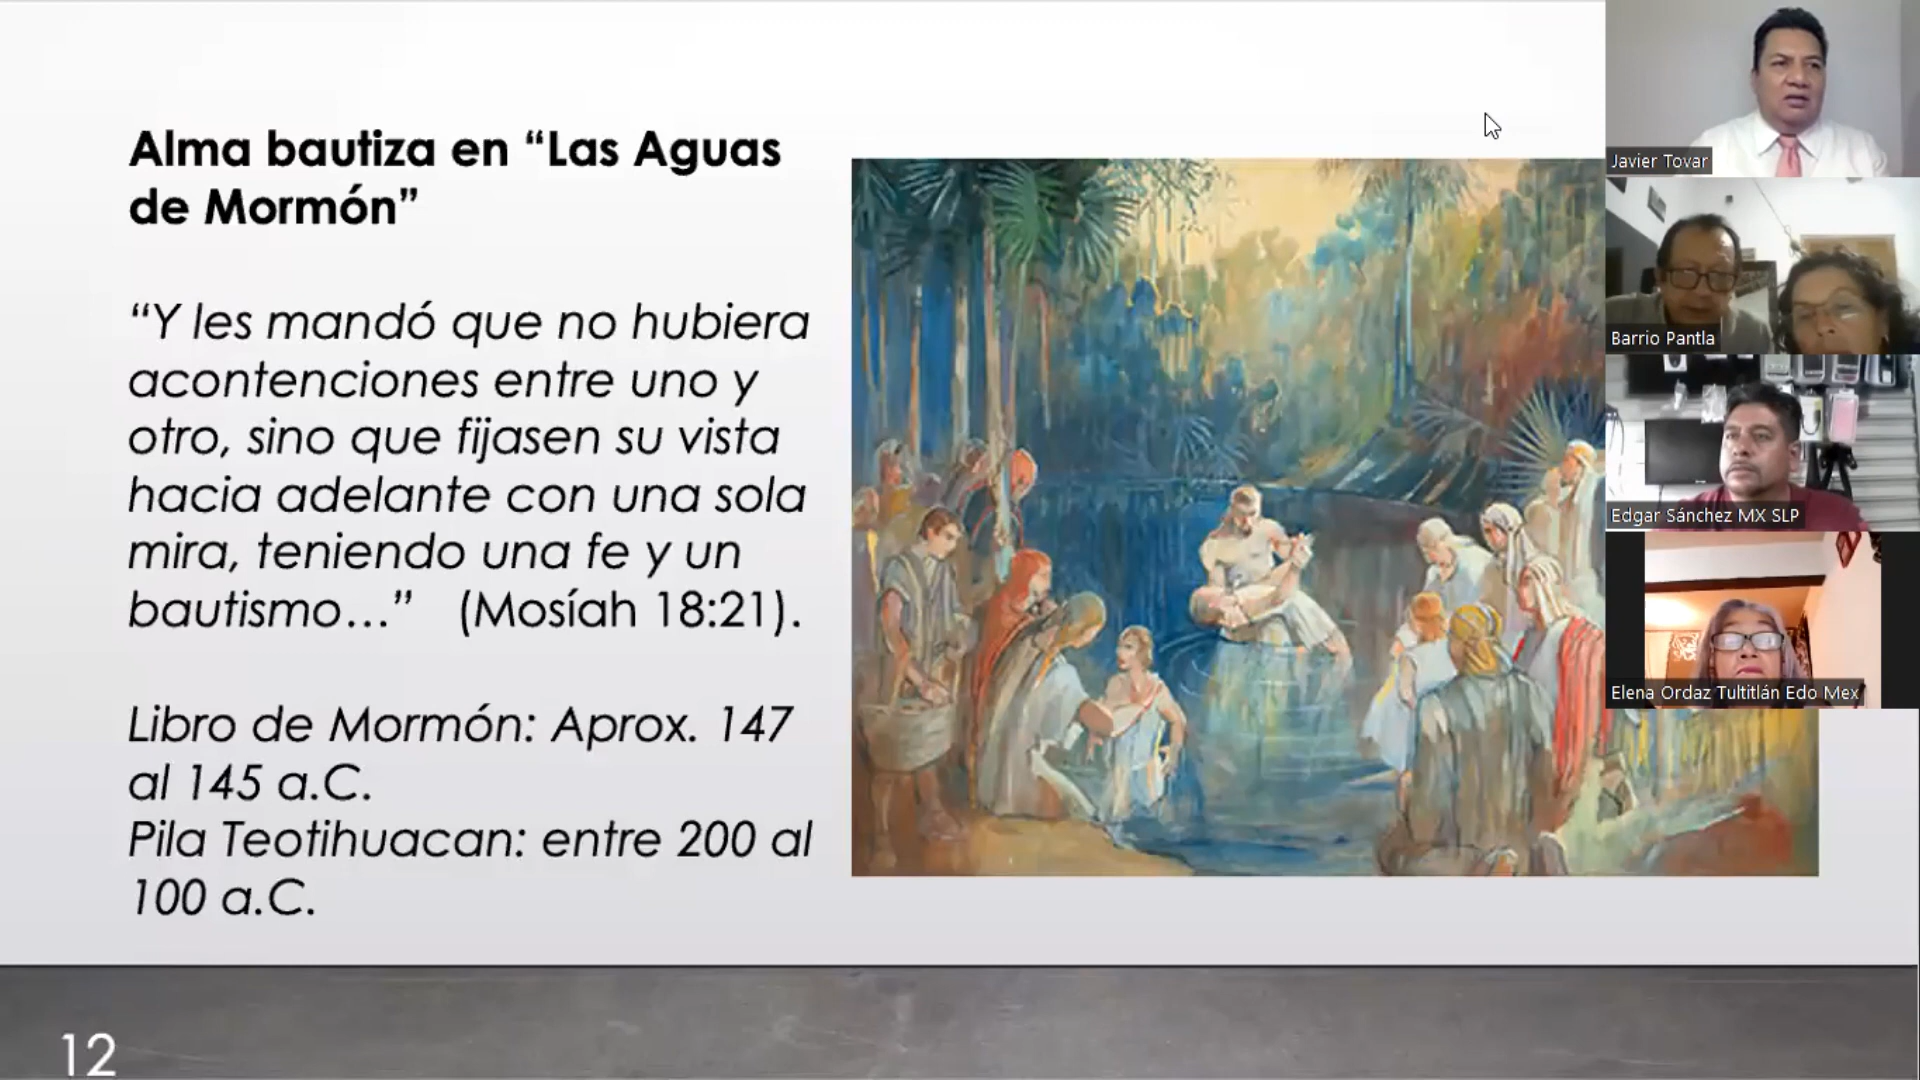 Alma bautiza en “Las Aguas
de Mormón”
“Y les mandó que no hubiera
acontenciones entre uno y
otro, sino que fijasen su vista
hacia adelante con una sola
mira, teniendo una fe y un
bautismo...” (Mosíah 18:21).
Libro de Mormón: Aprox. 147
al 145 a.C.
Pila Teotihuacan: entre 200 al
100 a.C.
12
Javier Tovar
Barrio Pantla
Edgar Sánchez MX SLP
Elena Ordaz Tultitlán Edo Mex